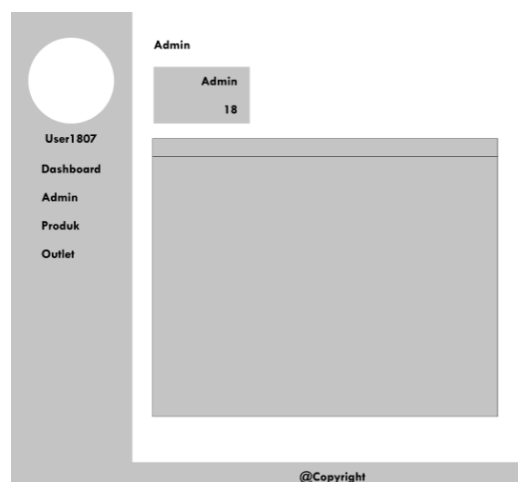 User1807
Dashboard
Admin
Produk
Outlet
Admin
Admin
18
@Copyright